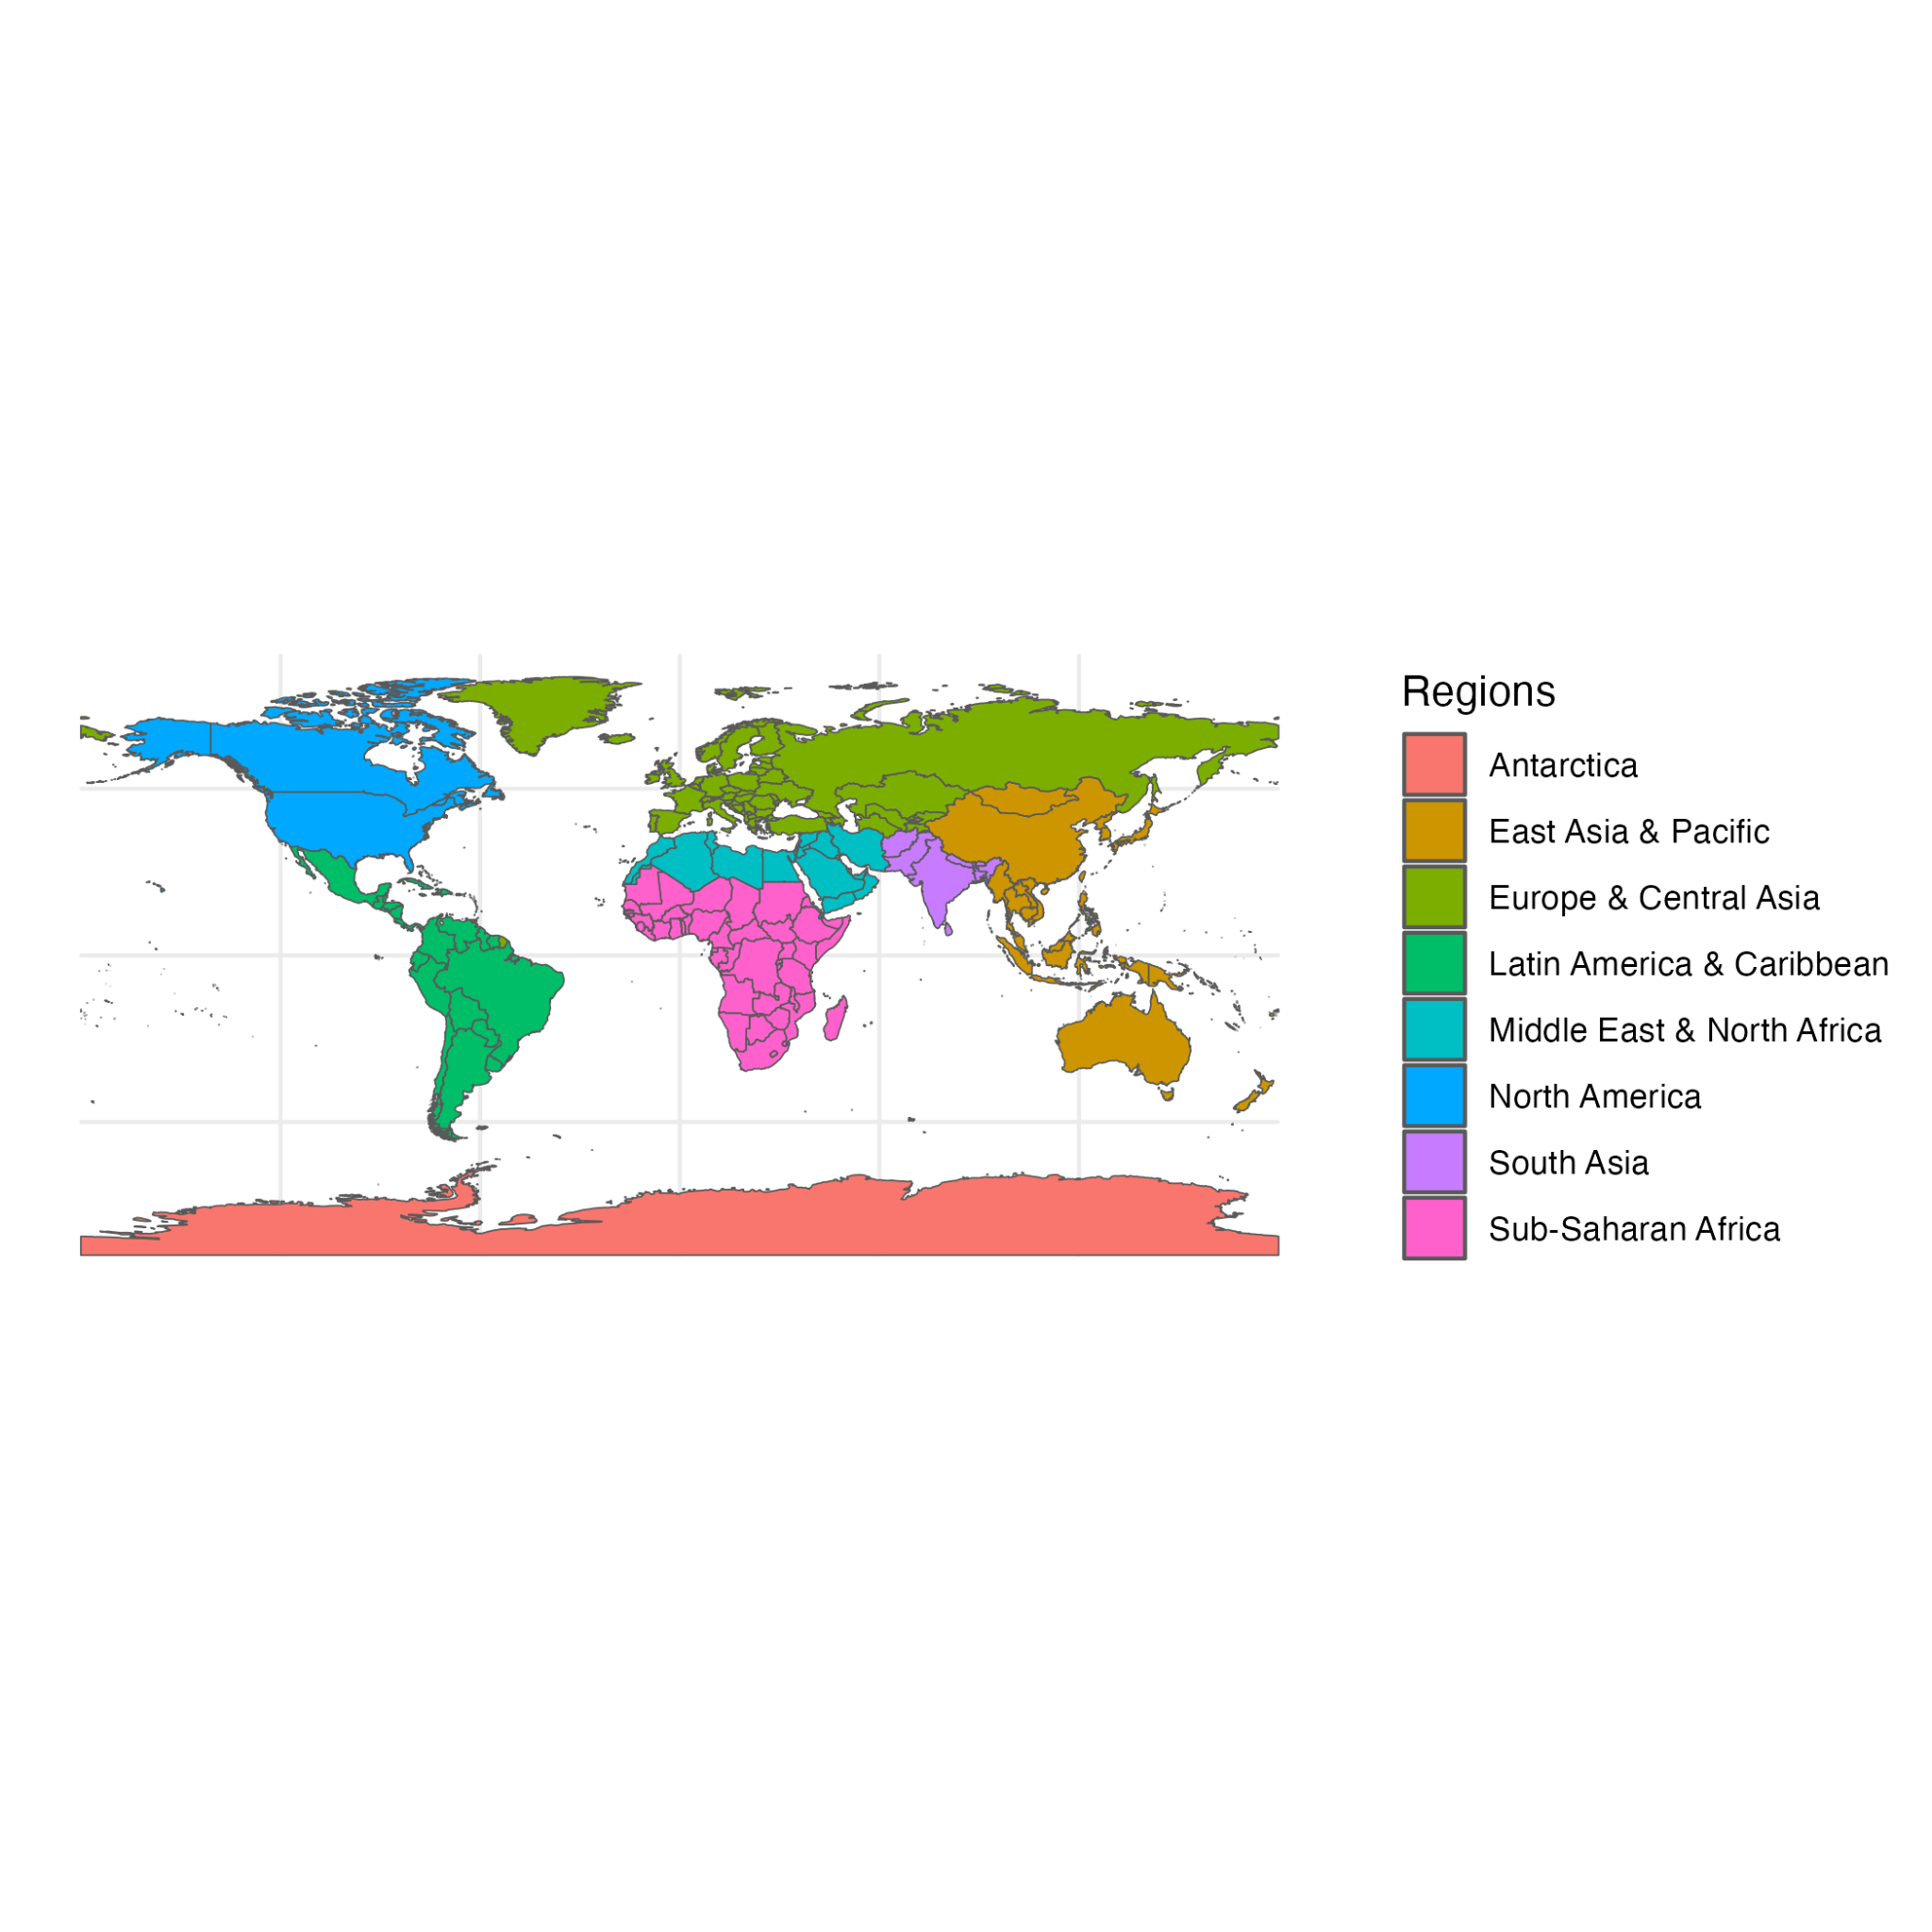 Regions
Antarctica
East Asia & Pacific
Europe & Central Asia
Latin America & Caribbean
Middle East & North Africa
North America
South Asia
Sub-Saharan Africa